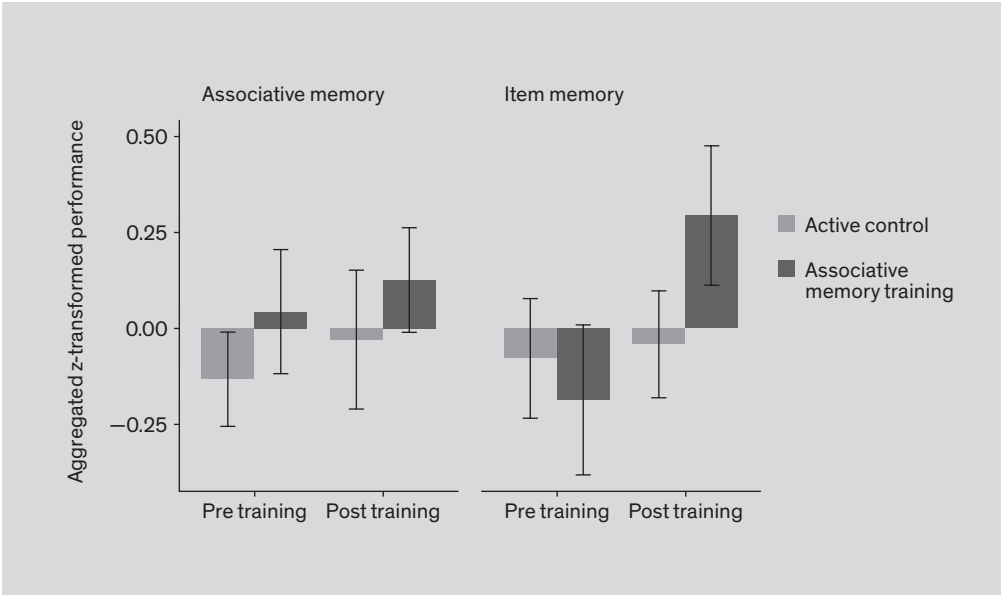 Associative memory
Item memory
Aggregated z-transformed performance
0.50
0.25
0.00
−0.25
Pre training
Post training
Pre training
Post training
Active control
Associative
memory training